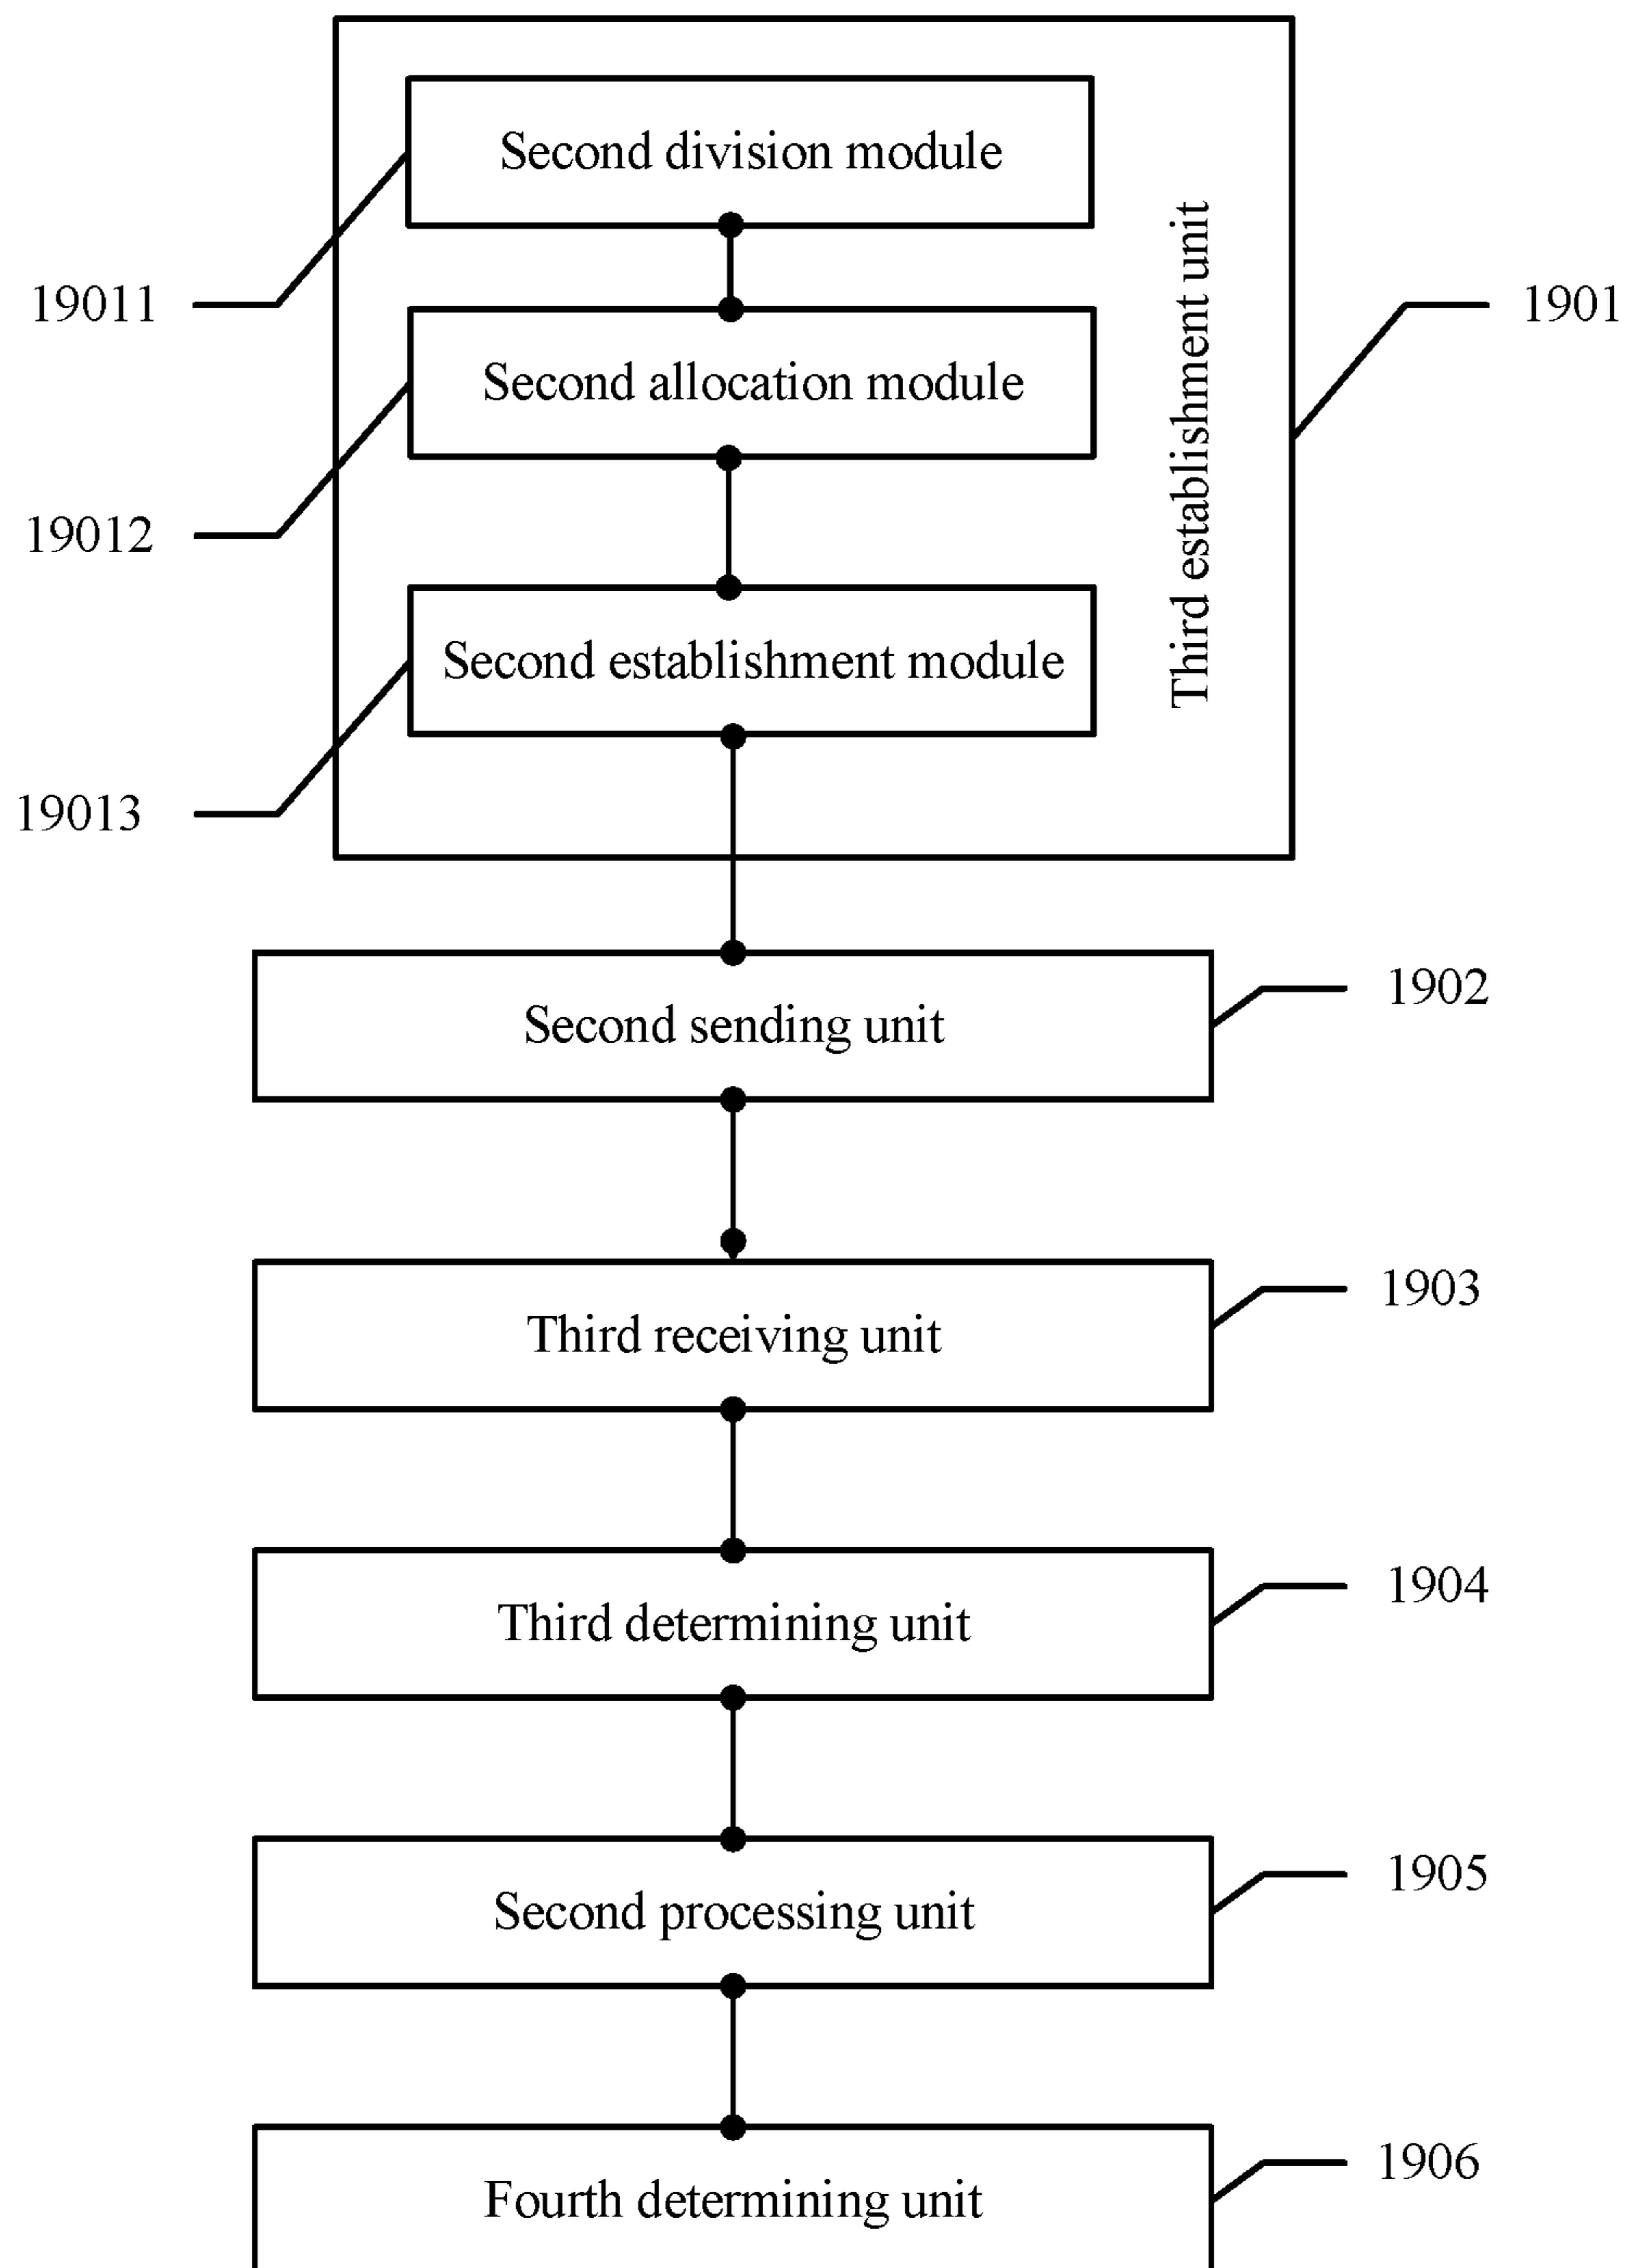 Second division module
19011
Third establishment unit
1901
Second allocation module
19012
Second establishment module
19013
Second sending unit
1902
Third receiving unit
1903
Third determining unit
1904
Second processing unit
1905
Fourth determining unit
1906